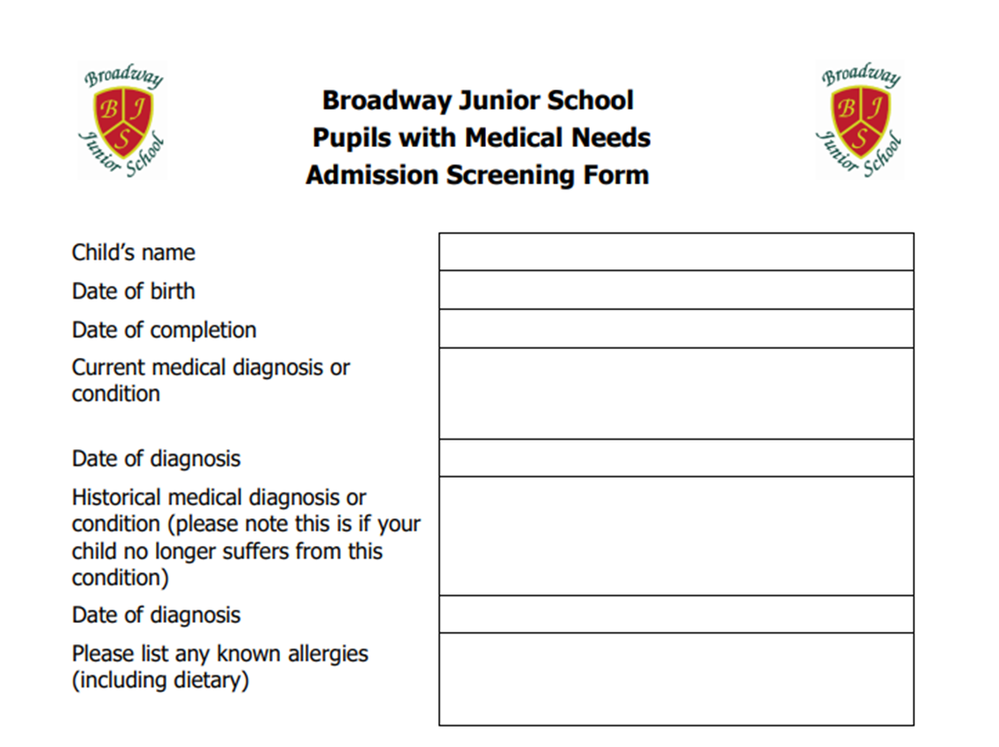 Broadway
B J
S
Junior School
Broadway Junior School
Pupils with Medical Needs
Admission Screening Form
Broadway
B J
S
Junior School
Child's name
Date of birth
Date of completion
Current medical diagnosis or
condition
Date of diagnosis
Historical medical diagnosis or
condition (please note this is if your
child no longer suffers from this
condition)
Date of diagnosis
Please list any known allergies
(including dietary)